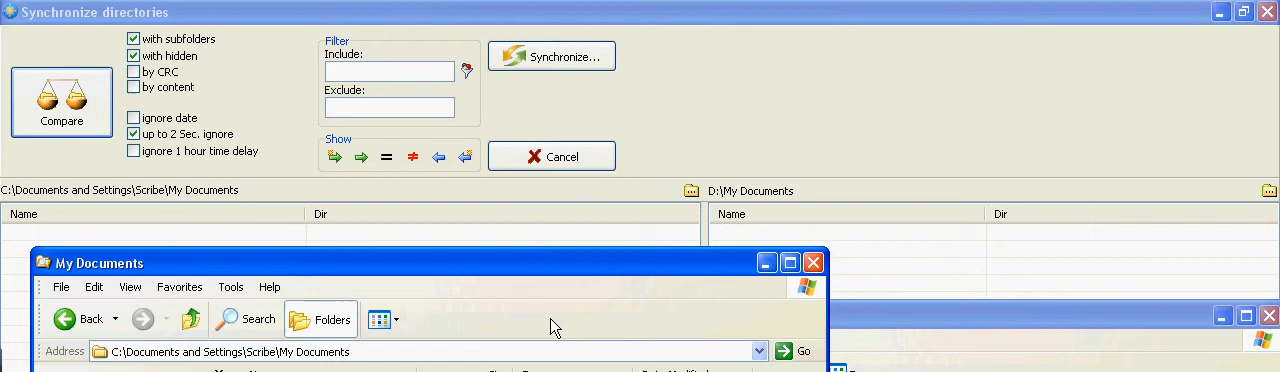 Synchronize directories
with subfolders
with hidden
by CRC
by content
ignore date
up to 2 Sec. ignore
ignore 1 hour time delay
Compare
Filter
Include:
Exclude:
Show
Synchronize...
Cancel
C:\Documents and Settings\Scribe\My Documents
D:\My Documents
Name Dir
Name Dir
My Documents
File Edit View Favorites Tools Help
Back Search Folders
Address C:\Documents and Settings\Scribe\My Documents Go